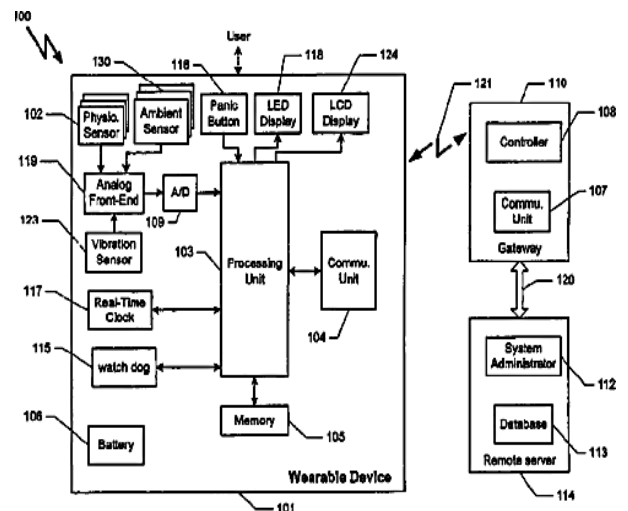 100
User
130
116
118
124
102
Physio.
Sensor
Ambient
Sensor
Panic
Button
LED
Display
LCD
Display
121
110
Controller
108
119
Analog
Front-End
A/D
109
Commu.
Unit
107
Gateway
123
Vibration
Sensor
103
Processing
Unit
Commu.
Unit
104
120
117
Real-Time
Clock
115
watch dog
System
Administrator
112
106
Battery
Memory
105
Database
113
Wearable Device
Remote server
101
114